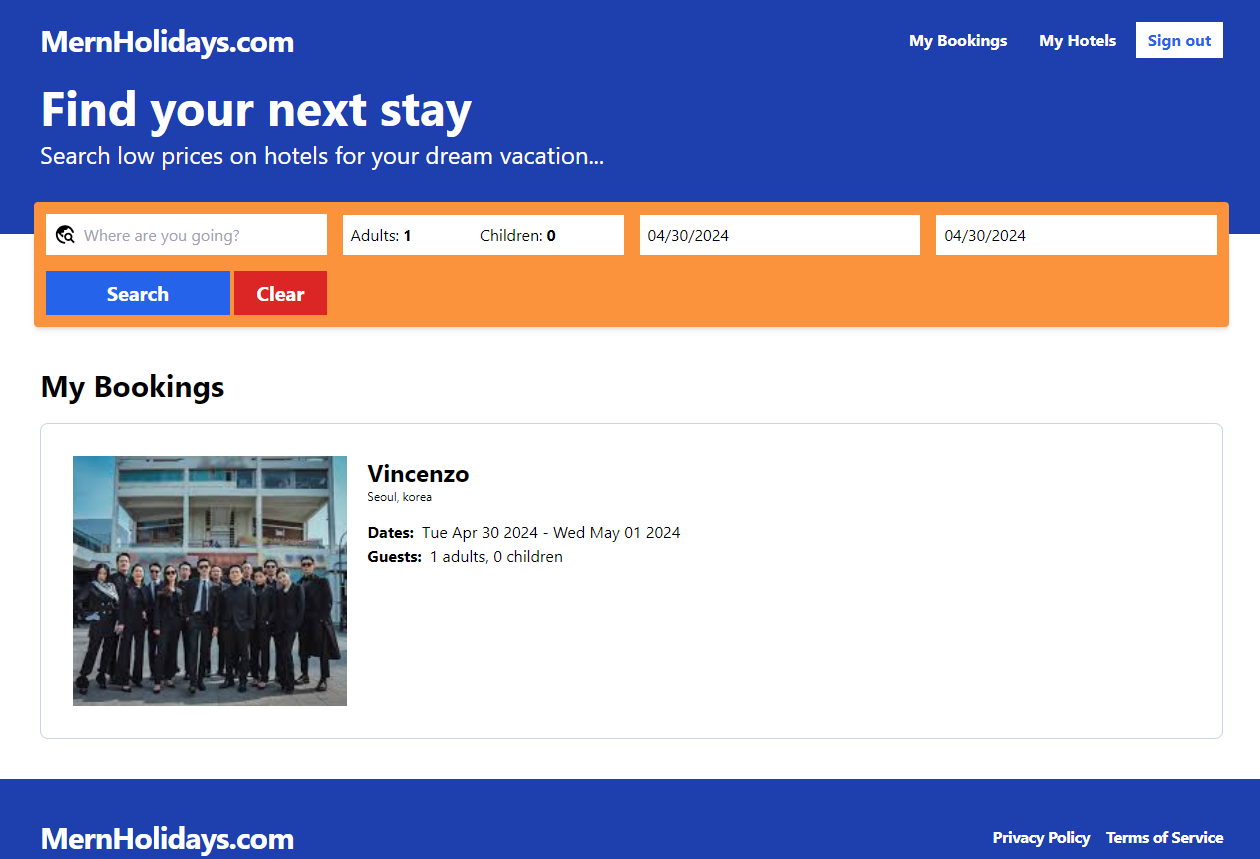 MernHolidays.com
My Bookings My Hotels Sign out
Find your next stay
Search low prices on hotels for your dream vacation...
Where are you going? Adults: 1 Children: 0 04/30/2024 04/30/2024
Search Clear
My Bookings
Vincenzo
Seoul, korea
Dates: Tue Apr 30 2024 - Wed May 01 2024
Guests: 1 adults, 0 children
MernHolidays.com
Privacy Policy Terms of Service